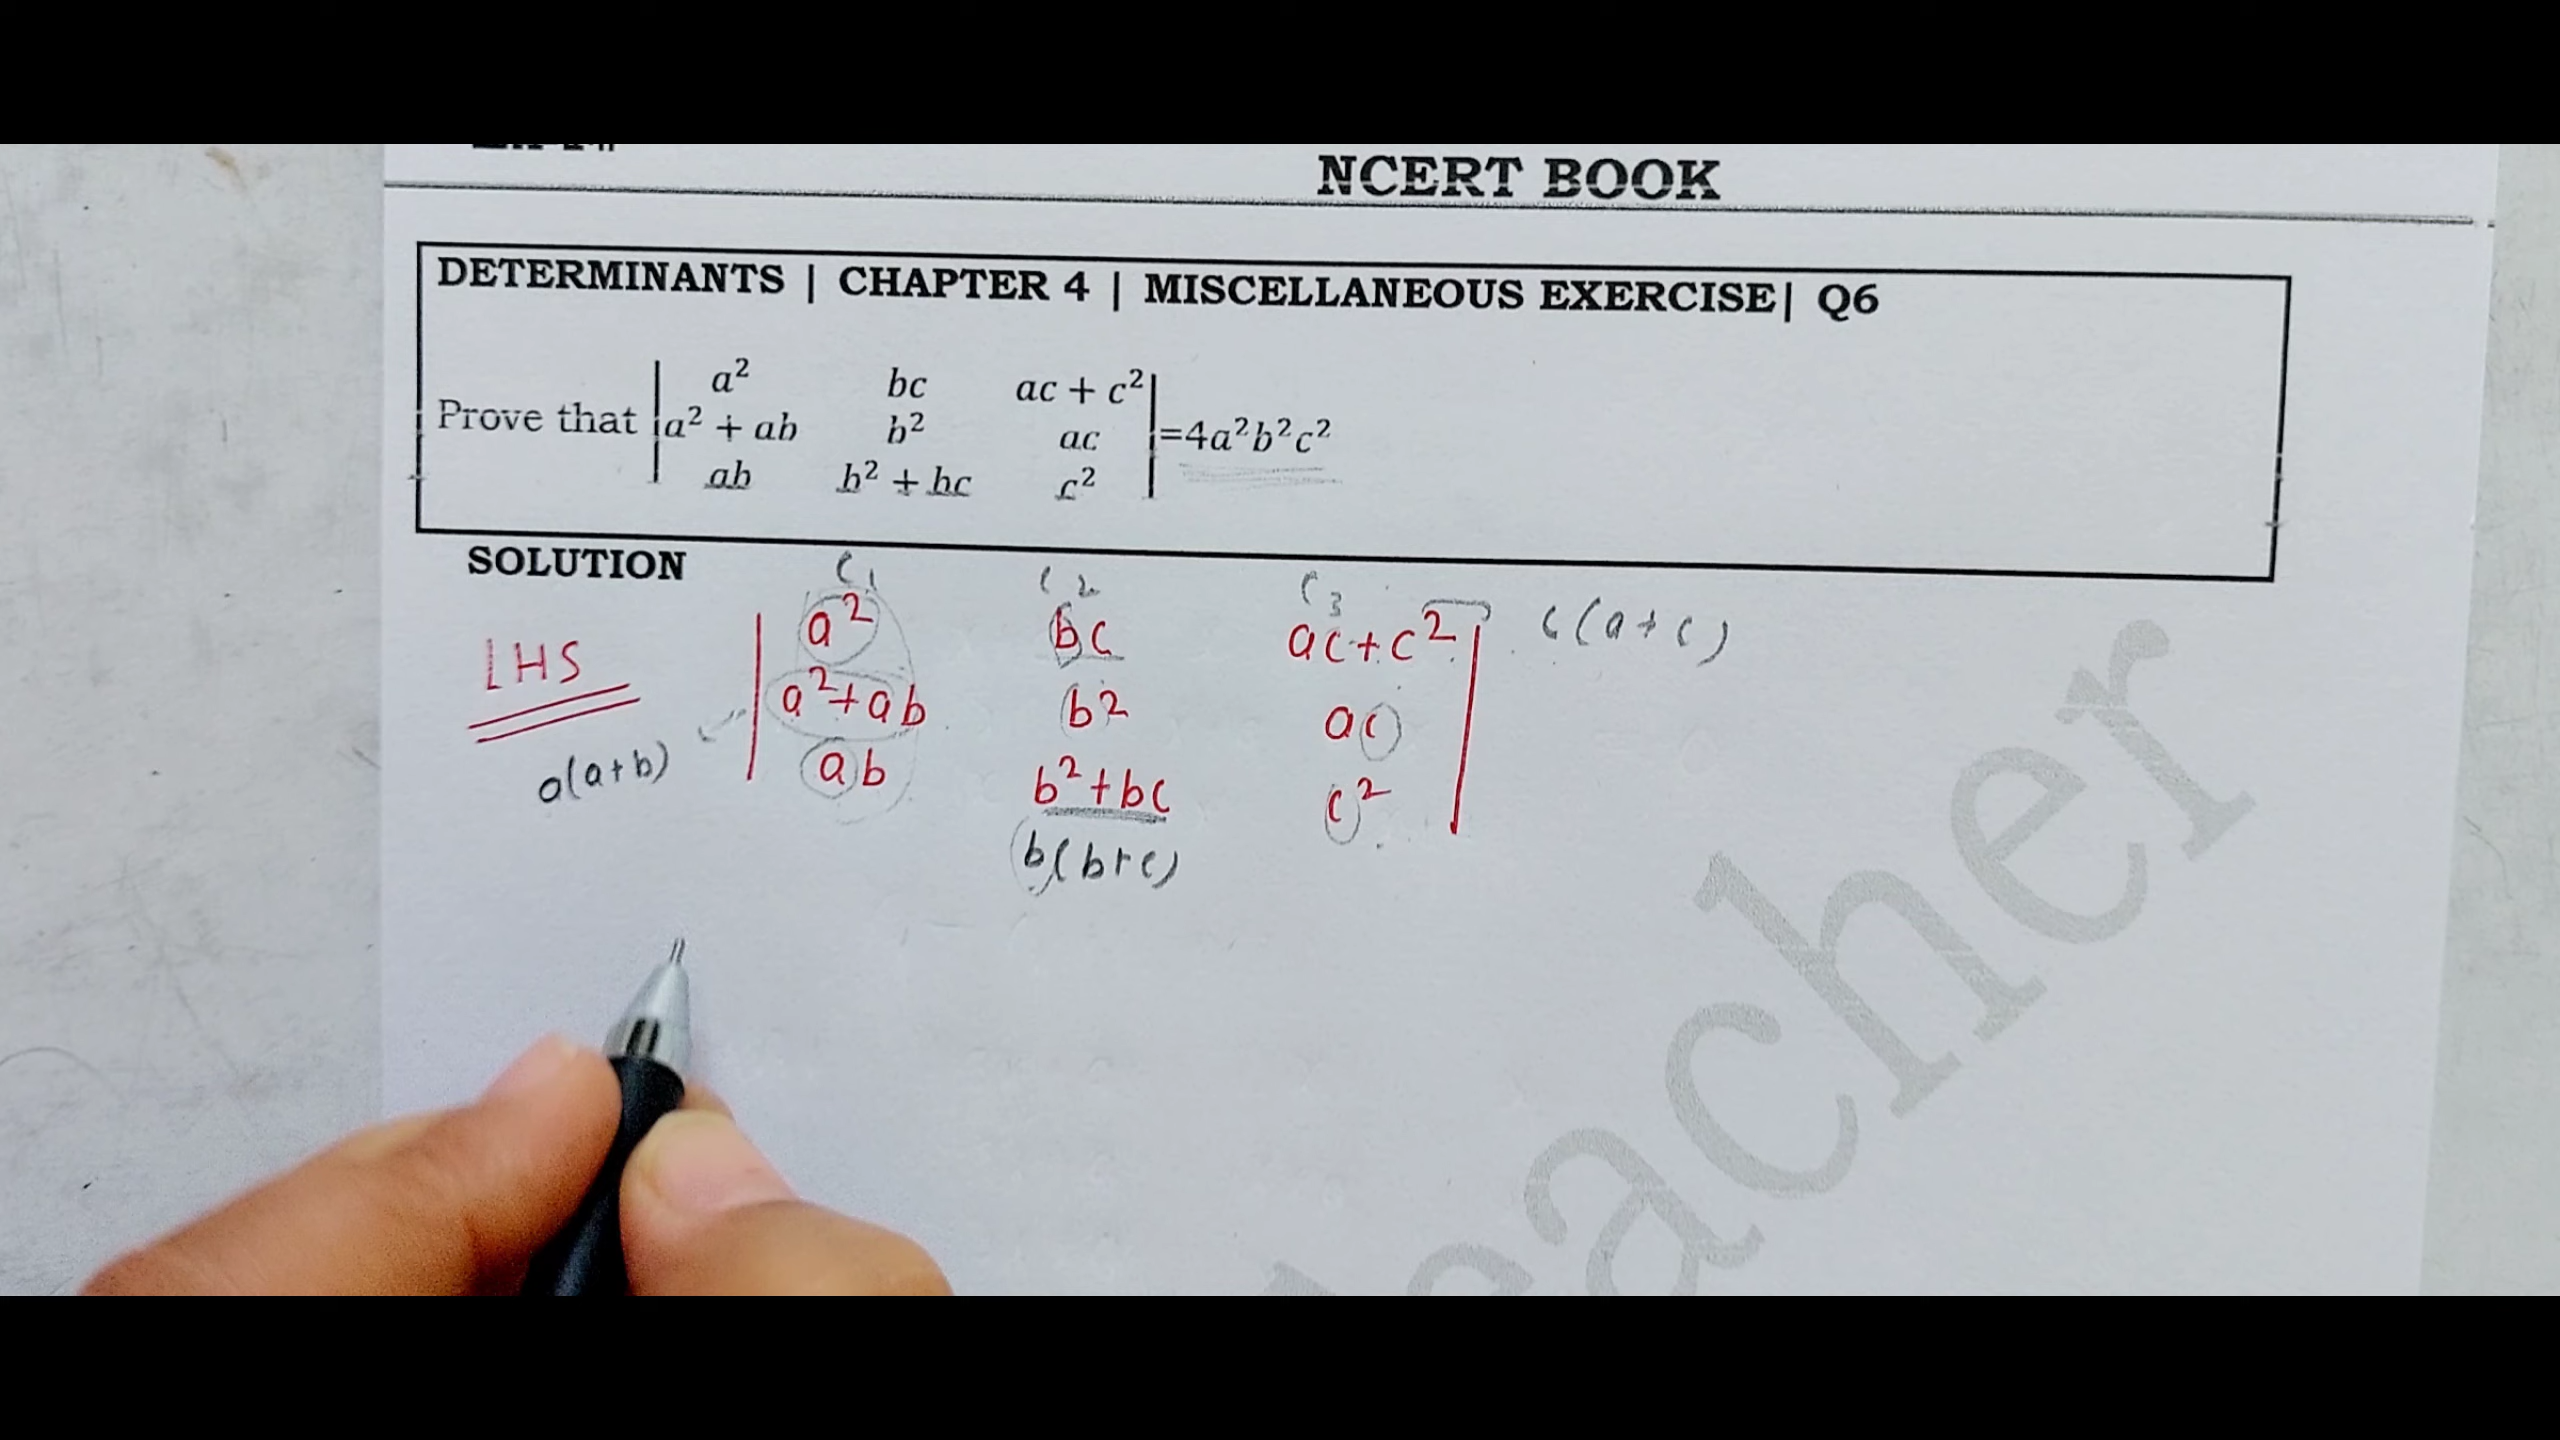 NCERT BOOK
DETERMINANTS | CHAPTER 4 | MISCELLANEOUS EXERCISE| Q6
a² bc ac + c²
Prove that |a² + ab b² ac |=4a²b²c²
ab b² + bc c²
SOLUTION
C₁ C₂ C₃
LHS
a² bc ac+c² c(a+c)
a²+ab b2 ac
a(a+b) ab b²+bc c²
b(b+c)
eacher